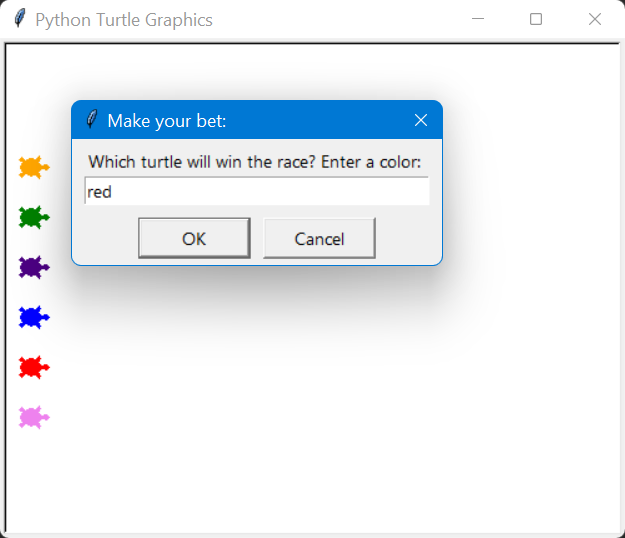 Python Turtle Graphics
Make your bet:
Which turtle will win the race? Enter a color:
red
OK
Cancel